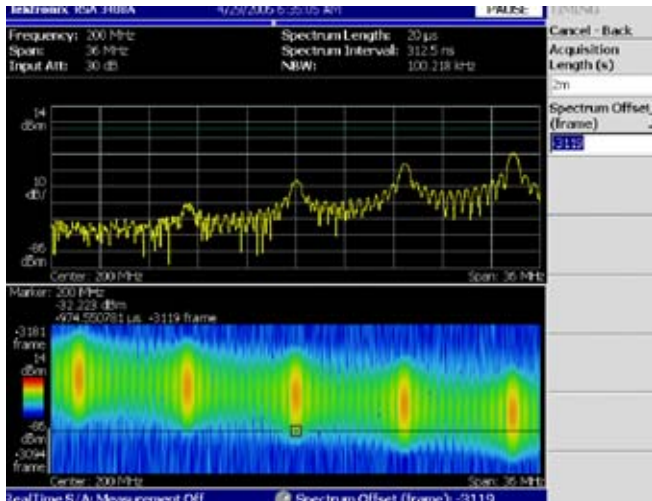 Tektronix RSA 3408A 4/29/2005 6:35:05 AM PAUSE TIMING
Frequency: 200 MHz Spectrum Length: 20 µs
Span: 36 MHz Spectrum Interval: 312.5 ns
Input Att: 30 dB NBW: 100.218 kHz
Cancel - Back
Acquisition
Length (s)
2m
Spectrum Offset
(frame)
-3119
14
dBm
10
dB/
-86
dBm
Center: 200 MHz Span: 36 MHz
Marker: 200 MHz
-32.223 dBm
-974.550781 µs -3119 frame
-3181
frame
14
dBm
-86
dBm
-3094
frame
Center: 200 MHz Span: 36 MHz
RealTime S/A: Measurement Off Spectrum Offset (frame): -3119